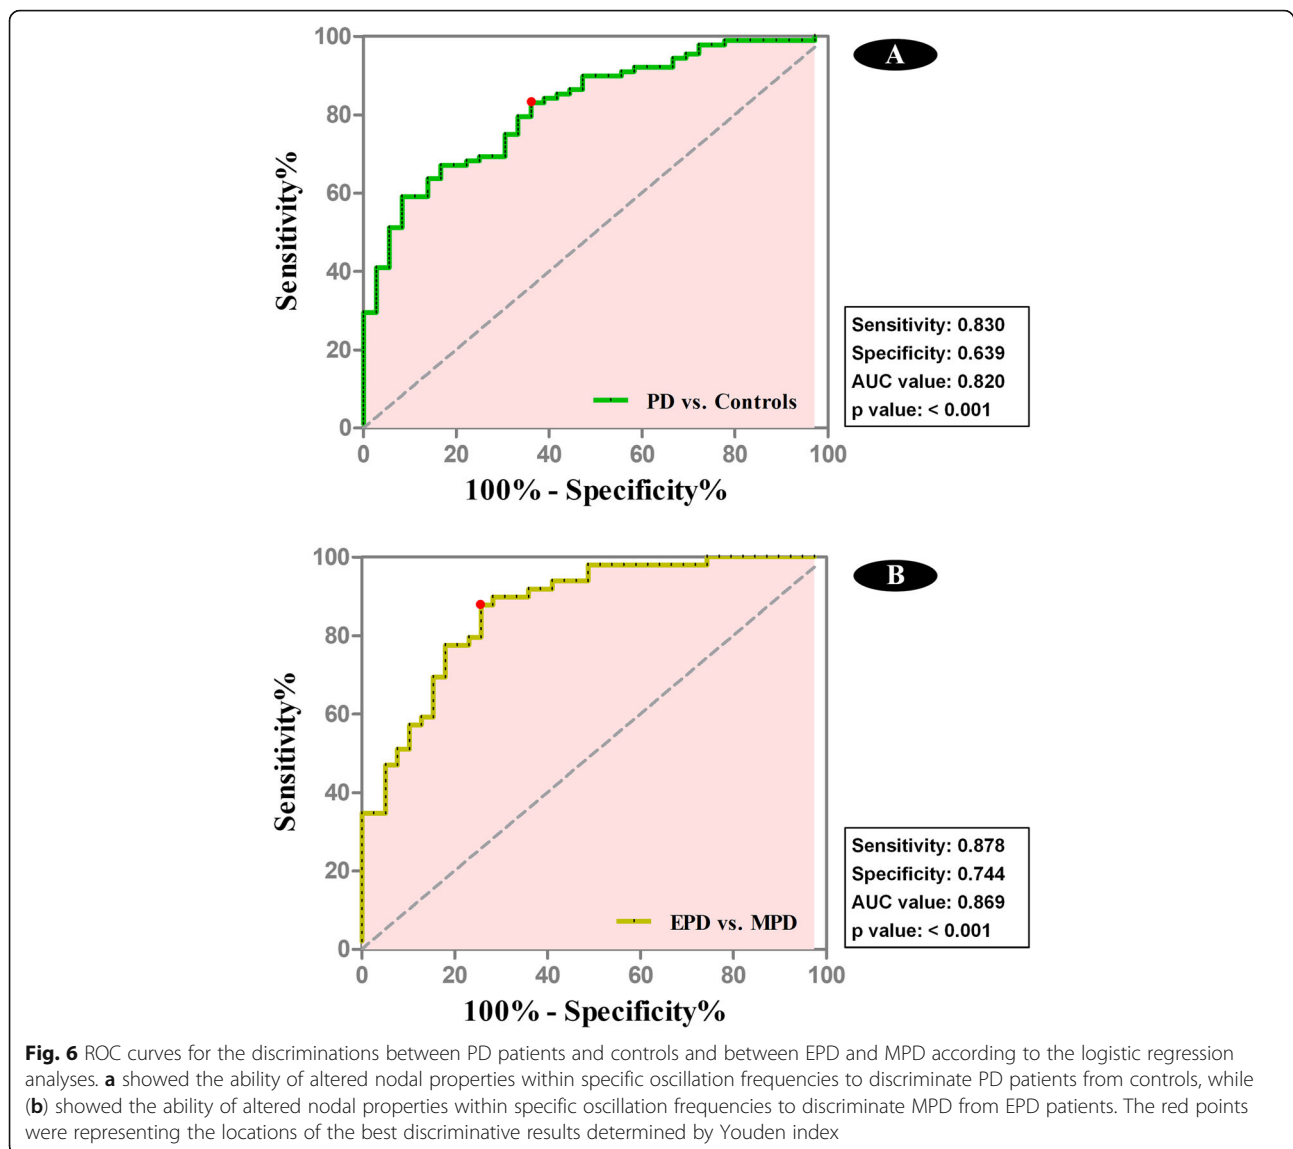 A
100
80
60
40
20
0
Sensitivity%
PD vs. Controls
0 20 40 60 80 100
100% - Specificity%
Sensitivity: 0.830
Specificity: 0.639
AUC value: 0.820
p value: < 0.001
B
100
80
60
40
20
0
Sensitivity%
EPD vs. MPD
0 20 40 60 80 100
100% - Specificity%
Sensitivity: 0.878
Specificity: 0.744
AUC value: 0.869
p value: < 0.001
Fig. 6 ROC curves for the discriminations between PD patients and controls and between EPD and MPD according to the logistic regression
analyses. a showed the ability of altered nodal properties within specific oscillation frequencies to discriminate PD patients from controls, while
(b) showed the ability of altered nodal properties within specific oscillation frequencies to discriminate MPD from EPD patients. The red points
were representing the locations of the best discriminative results determined by Youden index